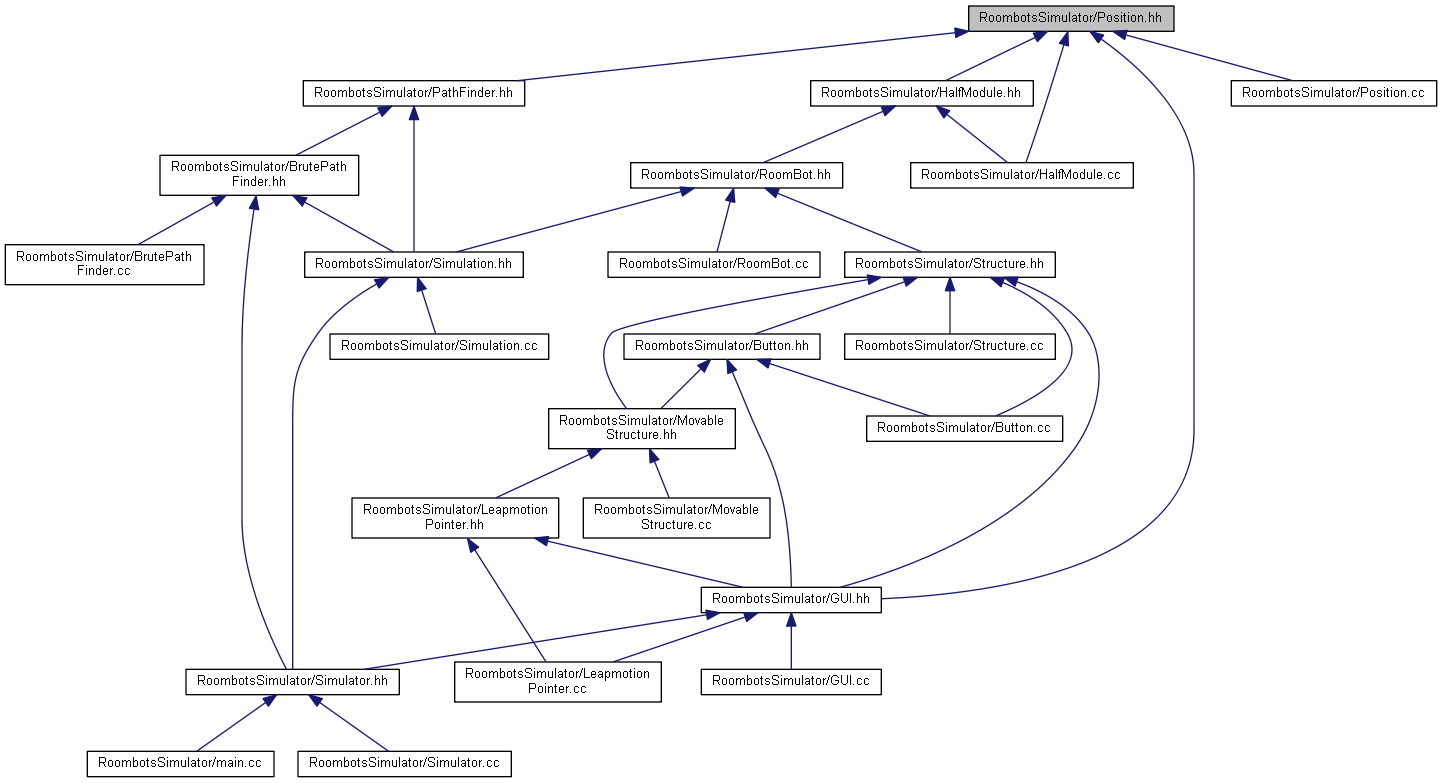 RoombotsSimulator/Position.hh
RoombotsSimulator/PathFinder.hh
RoombotsSimulator/HalfModule.hh
RoombotsSimulator/Position.cc
RoombotsSimulator/BrutePath
Finder.hh
RoombotsSimulator/RoomBot.hh
RoombotsSimulator/HalfModule.cc
RoombotsSimulator/BrutePath
Finder.cc
RoombotsSimulator/Simulation.hh
RoombotsSimulator/RoomBot.cc
RoombotsSimulator/Structure.hh
RoombotsSimulator/Simulation.cc
RoombotsSimulator/Button.hh
RoombotsSimulator/Structure.cc
RoombotsSimulator/Movable
Structure.hh
RoombotsSimulator/Button.cc
RoombotsSimulator/Leapmotion
Pointer.hh
RoombotsSimulator/Movable
Structure.cc
RoombotsSimulator/GUI.hh
RoombotsSimulator/Simulator.hh
RoombotsSimulator/Leapmotion
Pointer.cc
RoombotsSimulator/GUI.cc
RoombotsSimulator/main.cc
RoombotsSimulator/Simulator.cc